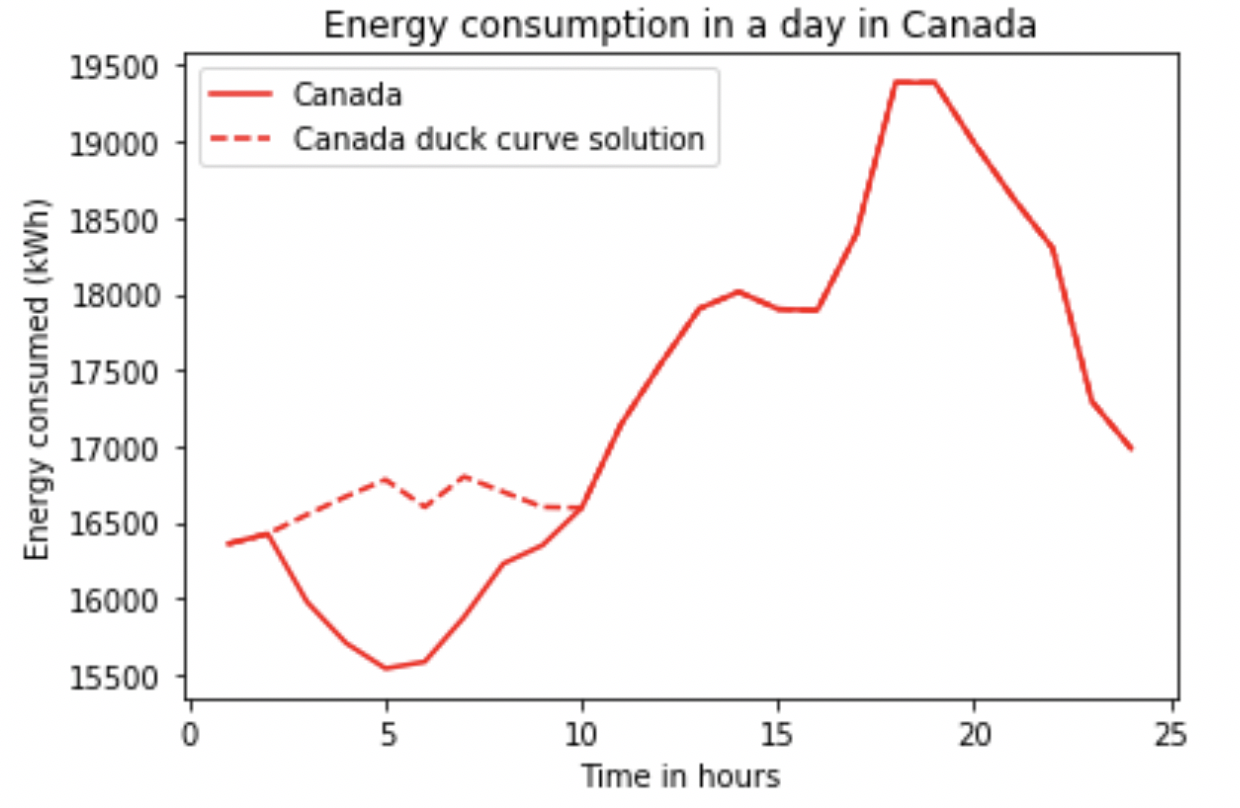 Energy consumption in a day in Canada
19500
19000
18500
18000
17500
17000
16500
16000
15500
Energy consumed (kWh)
Canada
Canada duck curve solution
0 5 10 15 20 25
Time in hours